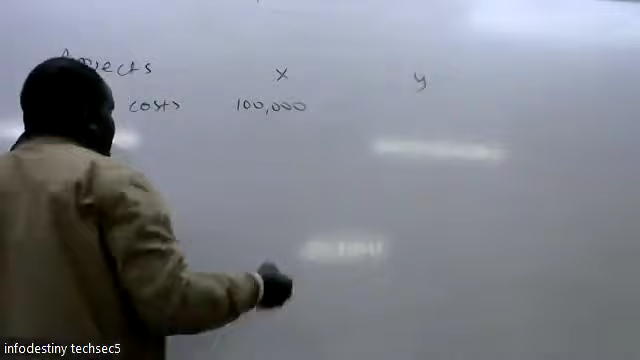 Projects x y
costs 100,000
infodestiny techsec5